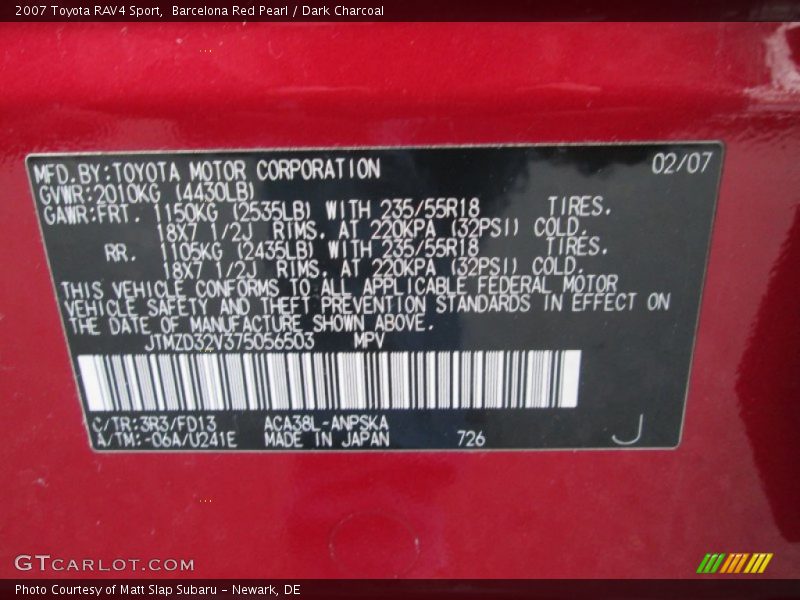 2007 Toyota RAV4 Sport,  Barcelona Red Pearl / Dark Charcoal
MFD.BY:TOYOTA MOTOR CORPORATION 02/07
GVWR:2010KG (4430LB)
GAWR:FRT. 1150KG (2535LB) WITH 235/55R18 TIRES.
18X7 1/2J RIMS. AT 220KPA (32PSI) COLD.
RR. 1105KG (2435LB) WITH 235/55R18 TIRES.
18X7 1/2J RIMS. AT 220KPA (32PSI) COLD.
THIS VEHICLE CONFORMS TO ALL APPLICABLE FEDERAL MOTOR
VEHICLE SAFETY AND THEFT PREVENTION STANDARDS IN EFFECT ON
THE DATE OF MANUFACTURE SHOWN ABOVE.
JTMZD32V375056503 MPV
C/TR:3R3/FD13 ACA38L-ANPSKA
A/TM:-06A/U241E MADE IN JAPAN 726 J
GTCARLOT.COM
Photo Courtesy of Matt Slap Subaru - Newark, DE